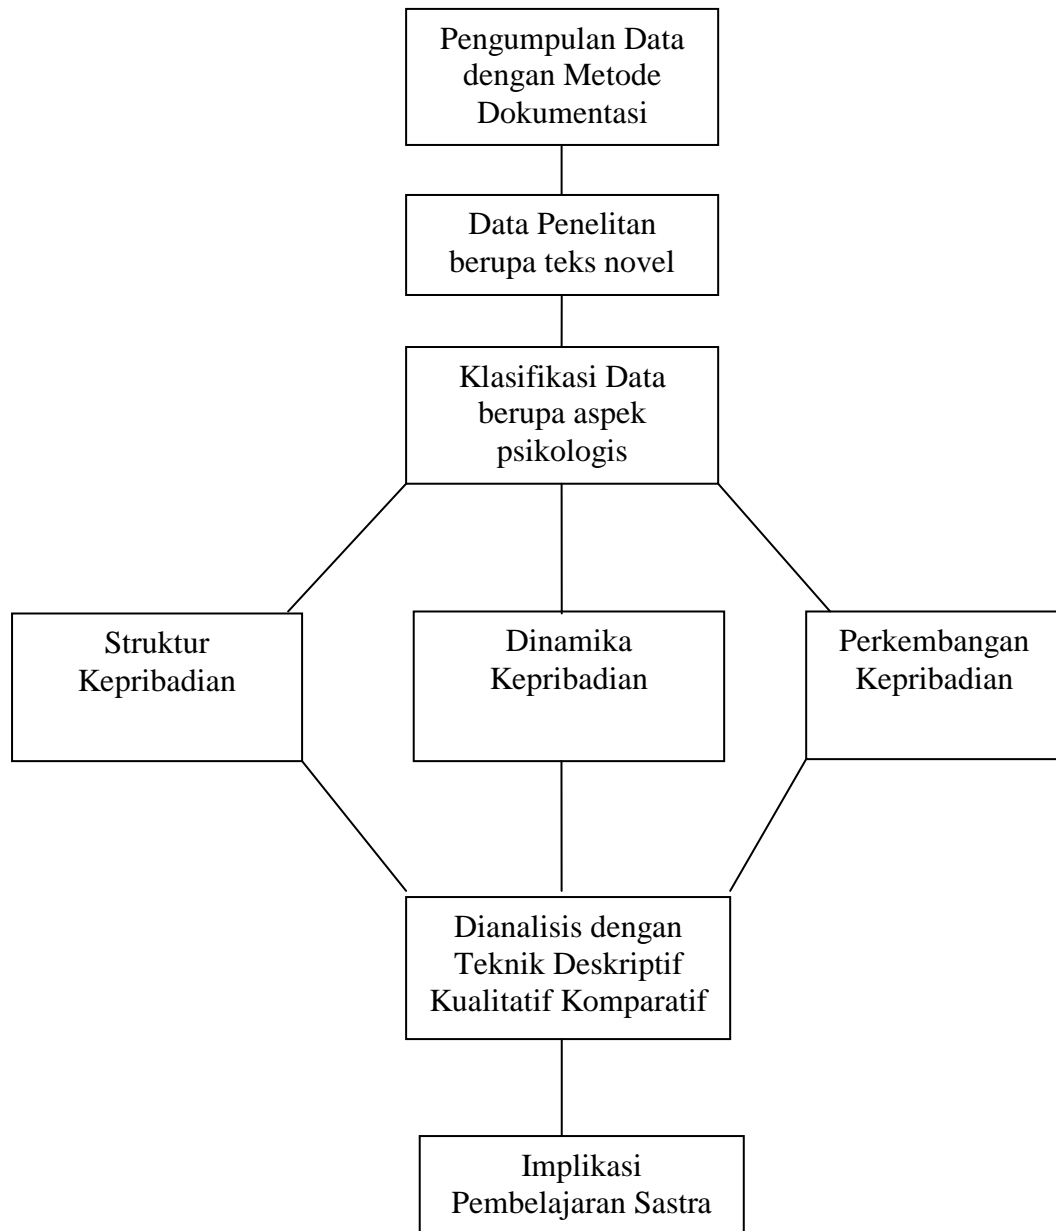 Pengumpulan Data
dengan Metode
Dokumentasi
Data Penelitan
berupa teks novel
Klasifikasi Data
berupa aspek
psikologis
Struktur
Kepribadian
Dinamika
Kepribadian
Perkembangan
Kepribadian
Dianalisis dengan
Teknik Deskriptif
Kualitatif Komparatif
Implikasi
Pembelajaran Sastra